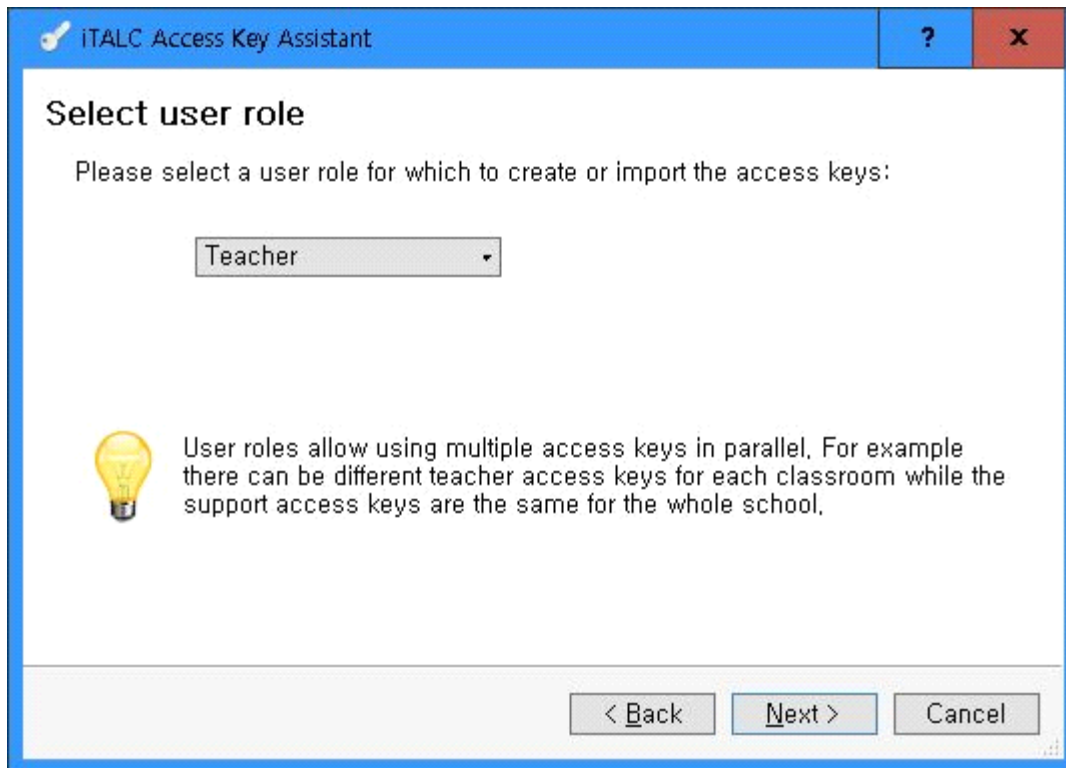 iTALC Access Key Assistant
?
x
Select user role
Please select a user role for which to create or import the access keys:
Teacher
User roles allow using multiple access keys in parallel. For example
there can be different teacher access keys for each classroom while the
support access keys are the same for the whole school.
< Back
Next >
Cancel